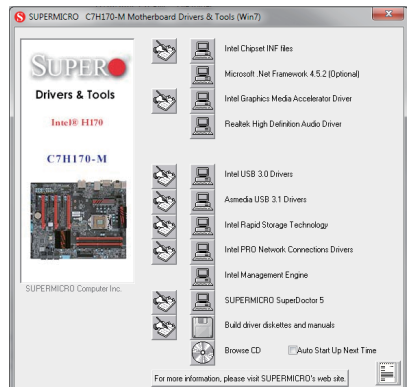 SUPERMICRO C7H170-M Motherboard Drivers & Tools (Win7)
SUPER
Drivers & Tools
Intel® H170
C7H170-M
SUPERMICRO Computer Inc.
Intel Chipset INF files
Microsoft .Net Framework 4.5.2 (Optional)
Intel Graphics Media Accelerator Driver
Realtek High Definition Audio Driver
Intel USB 3.0 Drivers
Asmedia USB 3.1 Drivers
Intel Rapid Storage Technology
Intel PRO Network Connections Drivers
Intel Management Engine
SUPERMICRO SuperDoctor 5
Build driver diskettes and manuals
Browse CD
Auto Start Up Next Time
For more information, please visit SUPERMICRO's web site.